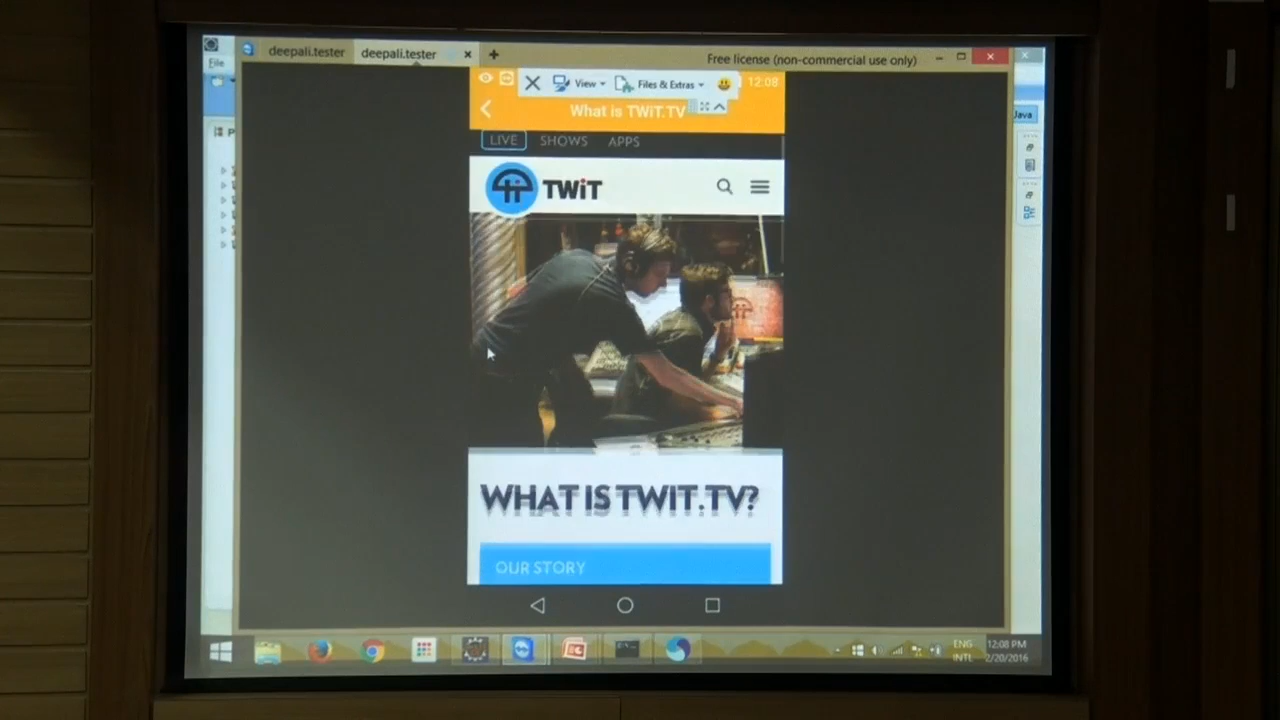 deepali.tester deepali.tester Free license (non-commercial use only)
File
View Files & Extras 12:08
What is TWiT.TV
Java
LIVE SHOWS APPS
TWiT
WHAT IS TWIT.TV?
OUR STORY
ENG 12:08 PM
INTL 2/20/2016